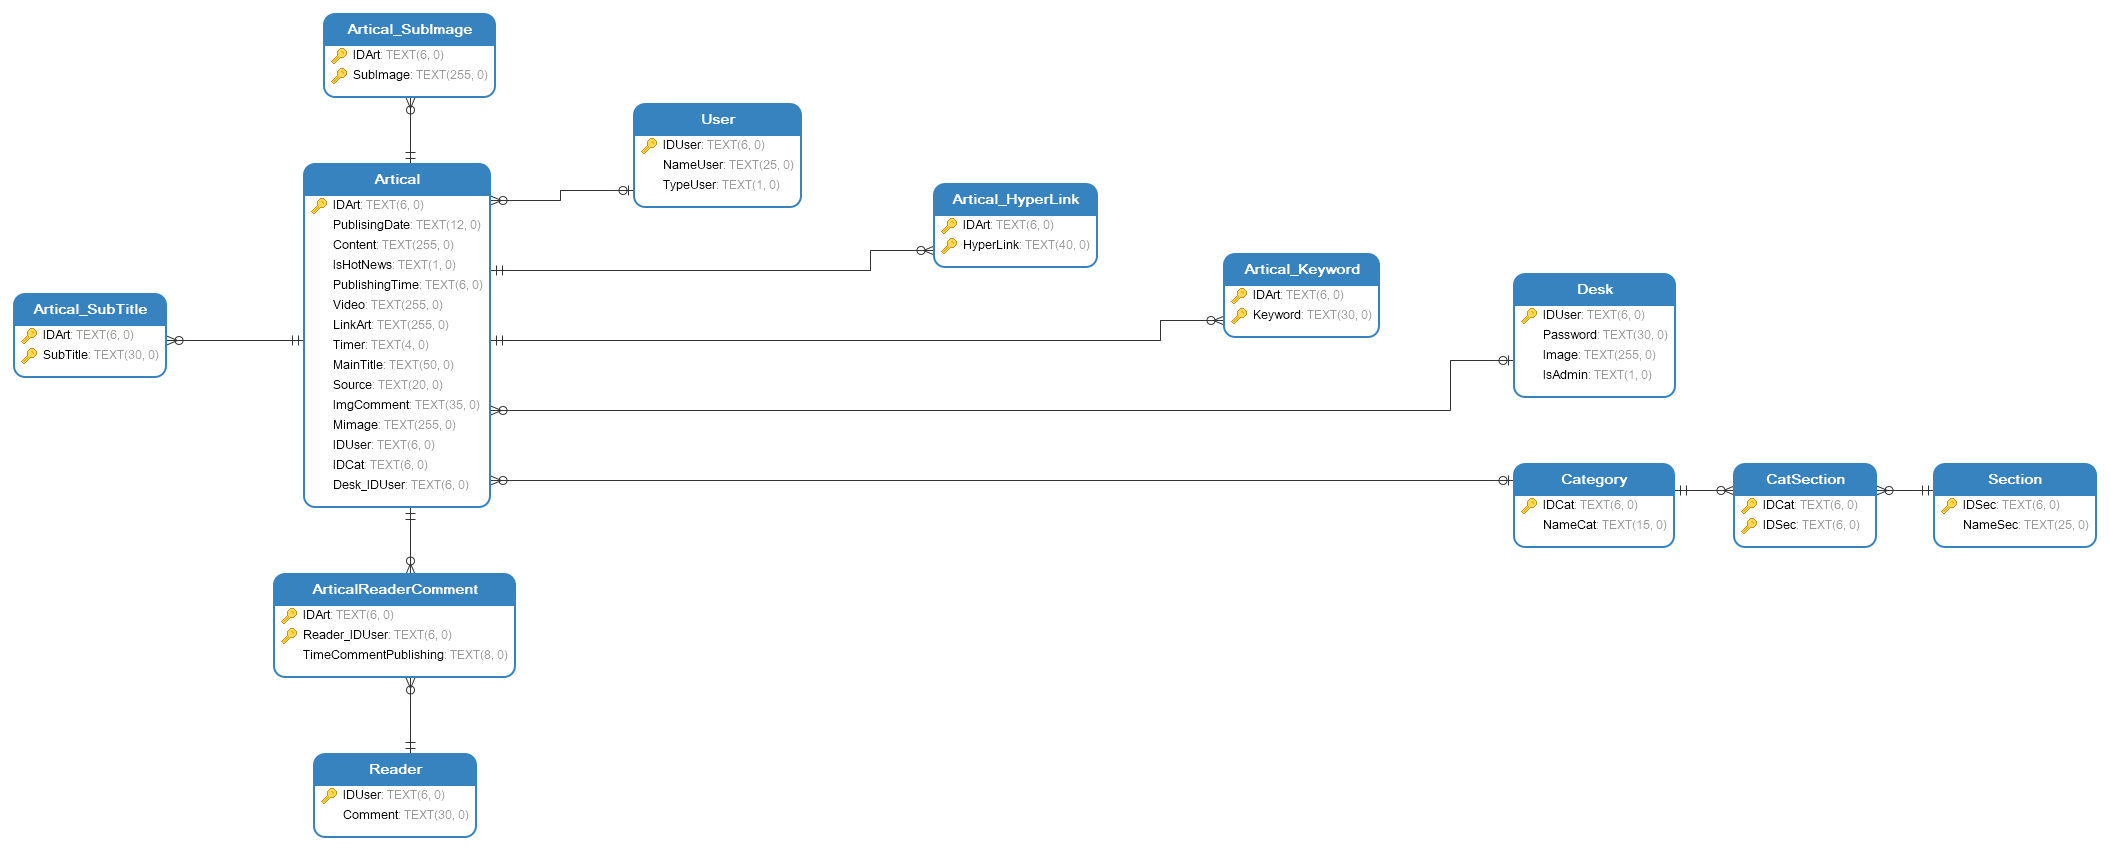 Artical_SubImage
IDArt: TEXT(6, 0)
SubImage: TEXT(255, 0)
User
IDUser: TEXT(6, 0)
NameUser: TEXT(25, 0)
TypeUser: TEXT(1, 0)
Artical
IDArt: TEXT(6, 0)
PublisingDate: TEXT(12, 0)
Content: TEXT(255, 0)
IsHotNews: TEXT(1, 0)
PublishingTime: TEXT(6, 0)
Video: TEXT(255, 0)
LinkArt: TEXT(255, 0)
Timer: TEXT(4, 0)
MainTitle: TEXT(50, 0)
Source: TEXT(20, 0)
ImgComment: TEXT(35, 0)
Mimage: TEXT(255, 0)
IDUser: TEXT(6, 0)
IDCat: TEXT(6, 0)
Desk_IDUser: TEXT(6, 0)
Artical_HyperLink
IDArt: TEXT(6, 0)
HyperLink: TEXT(40, 0)
Artical_Keyword
IDArt: TEXT(6, 0)
Keyword: TEXT(30, 0)
Desk
IDUser: TEXT(6, 0)
Password: TEXT(30, 0)
Image: TEXT(255, 0)
IsAdmin: TEXT(1, 0)
Artical_SubTitle
IDArt: TEXT(6, 0)
SubTitle: TEXT(30, 0)
Category
IDCat: TEXT(6, 0)
NameCat: TEXT(15, 0)
CatSection
IDCat: TEXT(6, 0)
IDSec: TEXT(6, 0)
Section
IDSec: TEXT(6, 0)
NameSec: TEXT(25, 0)
ArticalReaderComment
IDArt: TEXT(6, 0)
Reader_IDUser: TEXT(6, 0)
TimeCommentPublishing: TEXT(8, 0)
Reader
IDUser: TEXT(6, 0)
Comment: TEXT(30, 0)